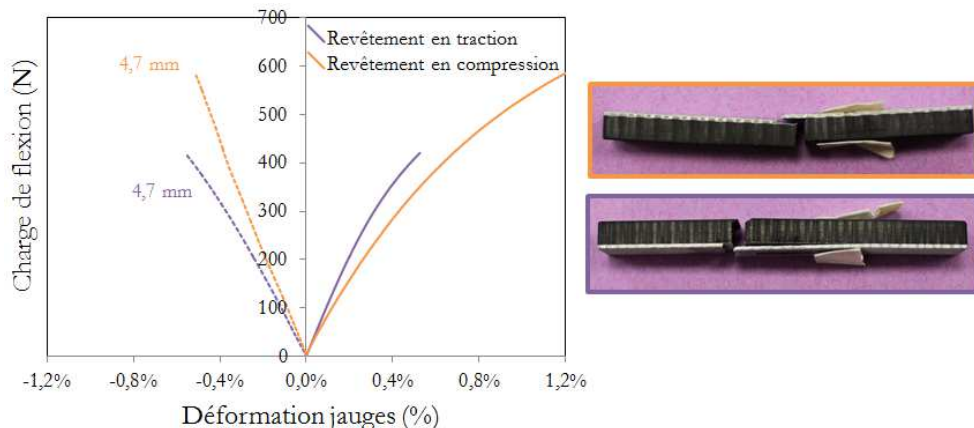 Charge de flexion (N)
700
600
500
400
300
200
100
0
Revêtement en traction
Revêtement en compression
4,7 mm
4,7 mm
-1,2%
-0,8%
-0,4%
0,0%
0,4%
0,8%
1,2%
Déformation jauges (%)